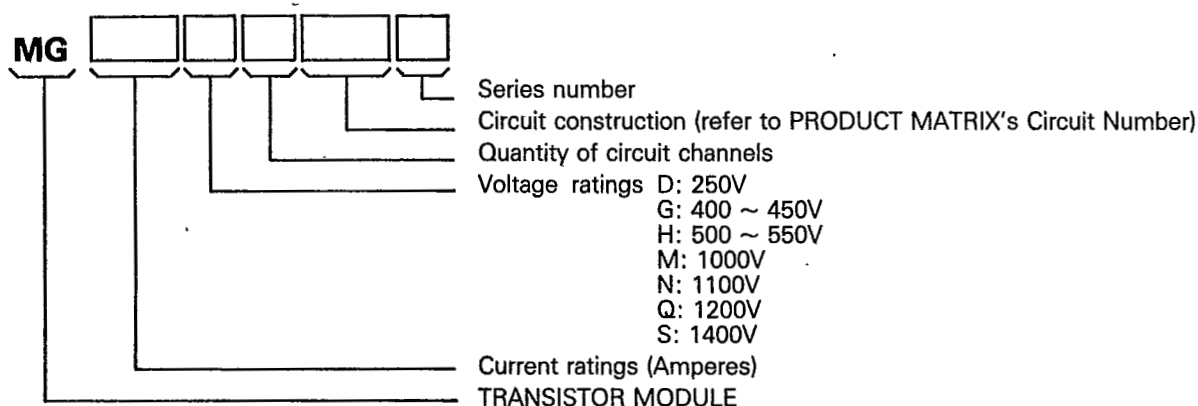 MG
Series number
Circuit construction (refer to PRODUCT MATRIX's Circuit Number)
Quantity of circuit channels
Voltage ratings D: 250V
G: 400 ~ 450V
H: 500 ~ 550V
M: 1000V
N: 1100V
Q: 1200V
S: 1400V
Current ratings (Amperes)
TRANSISTOR MODULE